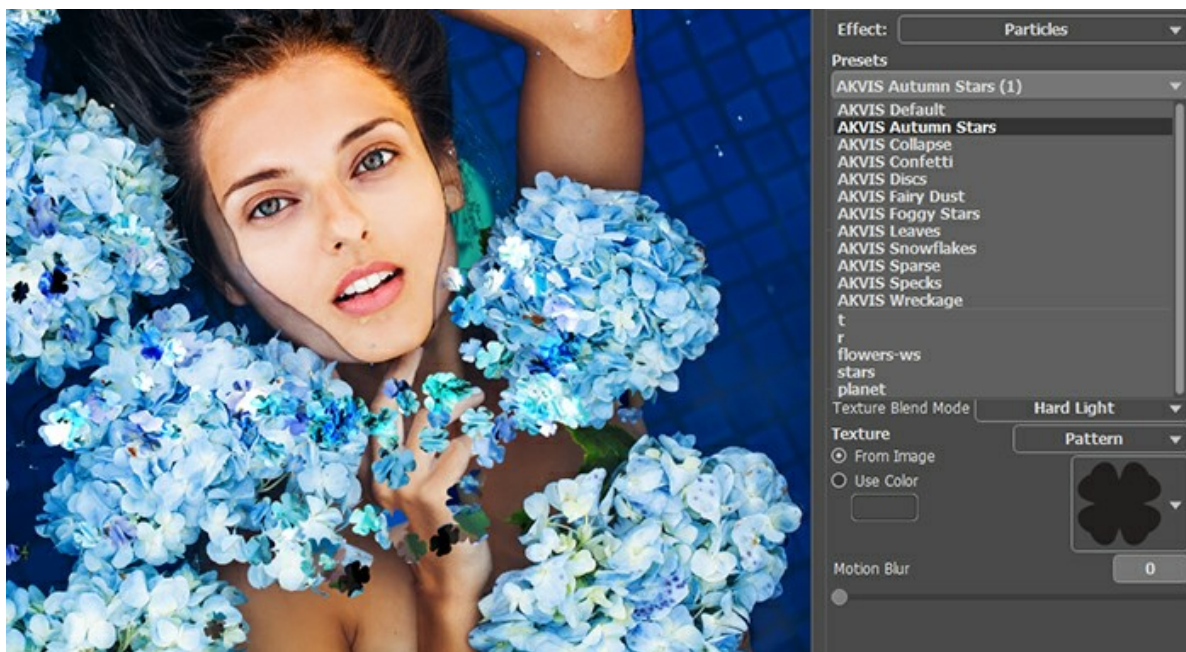 Effect: Particles
Presets
AKVIS Autumn Stars (1)
AKVIS Default
AKVIS Autumn Stars
AKVIS Collapse
AKVIS Confetti
AKVIS Discs
AKVIS Fairy Dust
AKVIS Foggy Stars
AKVIS Leaves
AKVIS Snowflakes
AKVIS Sparse
AKVIS Specks
AKVIS Wreckage
t
r
flowers-ws
stars
planet
Texture Blend Mode Hard Light
Texture Pattern
From Image
Use Color
Motion Blur 0